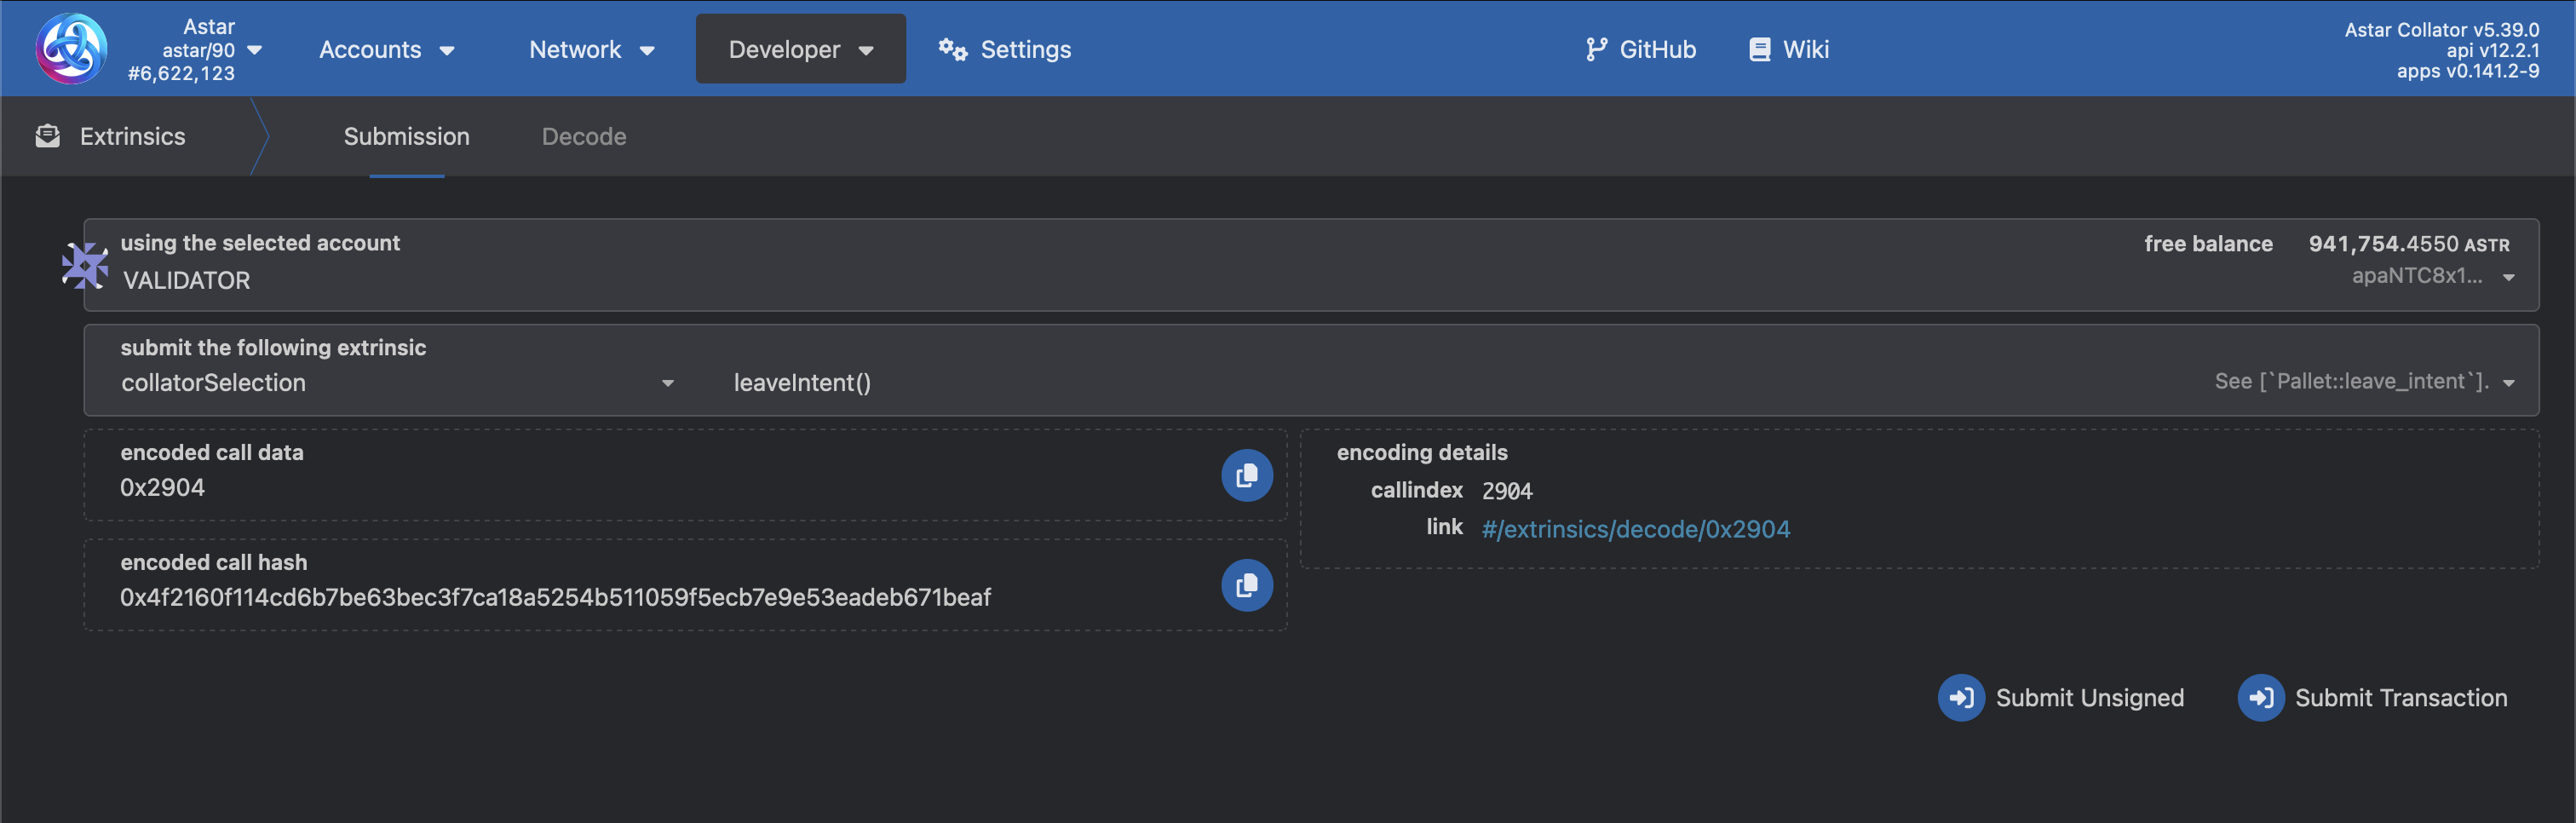 Astar
astar/90
#6,622,123
Accounts
Network
Developer
Settings
GitHub
Wiki
Astar Collator v5.39.0
api v12.2.1
apps v0.141.2-9
Extrinsics
Submission
Decode
using the selected account
VALIDATOR
free balance 941,754.4550 ASTR
apaNTC8x1...
submit the following extrinsic
collatorSelection
leaveIntent()
See [`Pallet::leave_intent`].
encoded call data
0x2904
encoding details
callindex 2904
link #/extrinsics/decode/0x2904
encoded call hash
0x4f2160f114cd6b7be63bec3f7ca18a5254b511059f5ecb7e9e53eadeb671beaf
Submit Unsigned
Submit Transaction